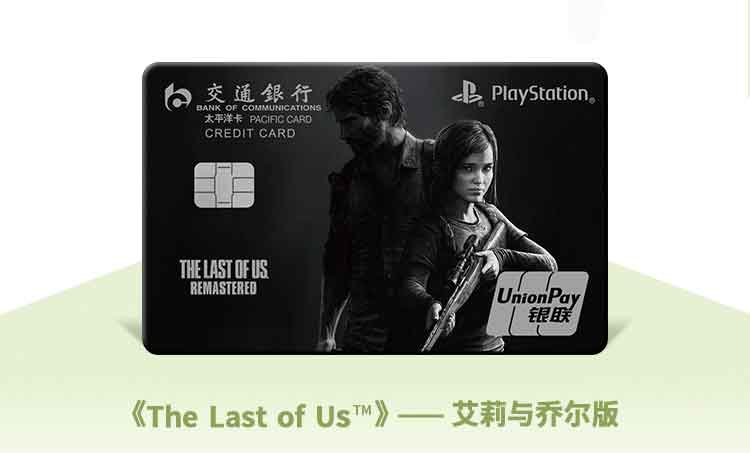 交通銀行
BANK OF COMMUNICATIONS
太平洋卡 PACIFIC CARD
CREDIT CARD
PlayStation®
THE LAST OF US.
REMASTERED
UnionPay
银联
《The Last of Us™》—— 艾莉与乔尔版